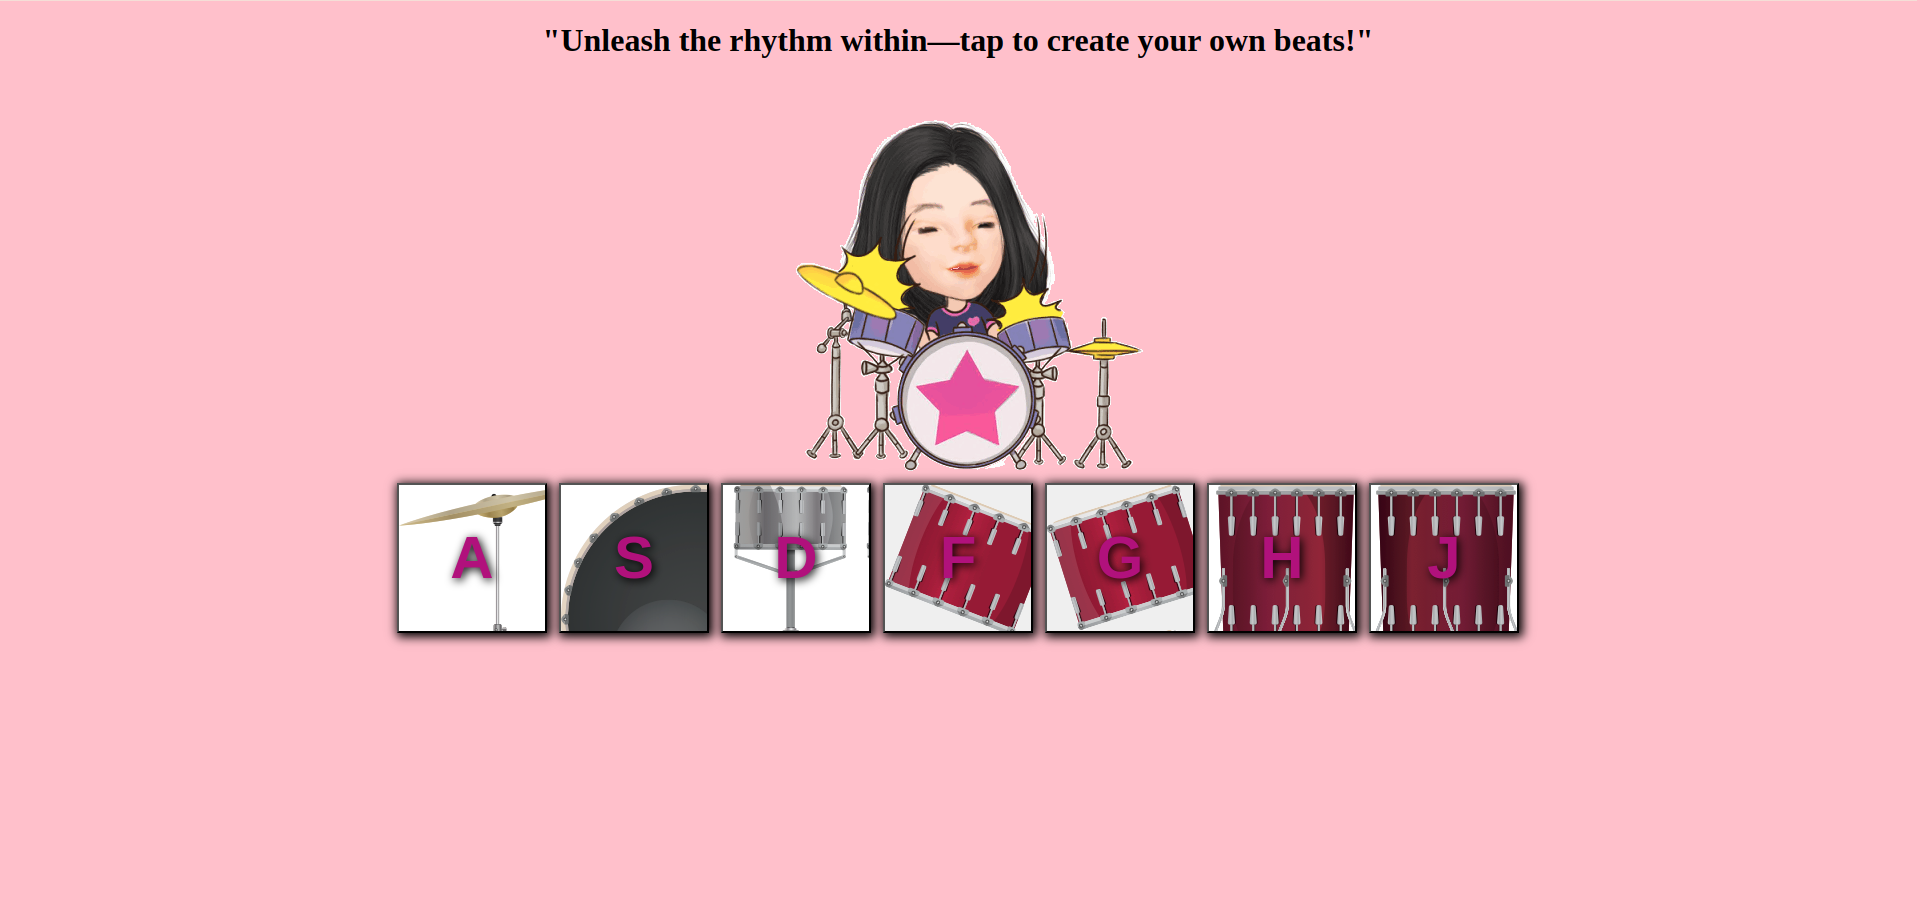 "Unleash the rhythm within—tap to create your own beats!"
A S D F G H J